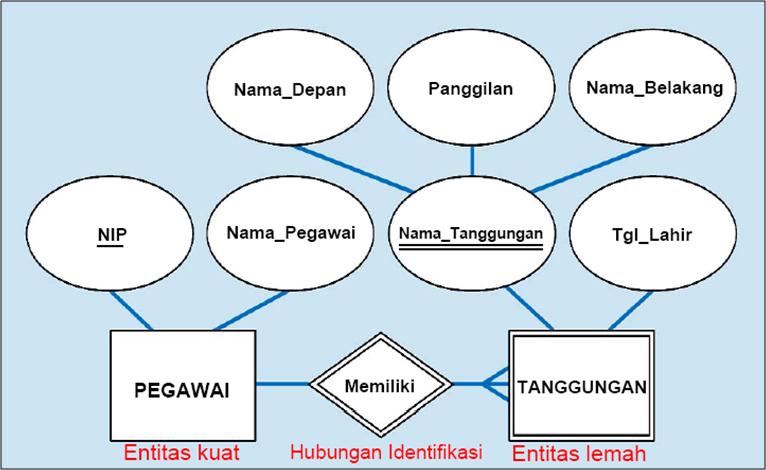 Nama_Depan
Panggilan
Nama_Belakang
NIP
Nama_Pegawai
Nama_Tanggungan
Tgl_Lahir
PEGAWAI
Memiliki
TANGGUNGAN
Entitas kuat
Hubungan Identifikasi
Entitas lemah